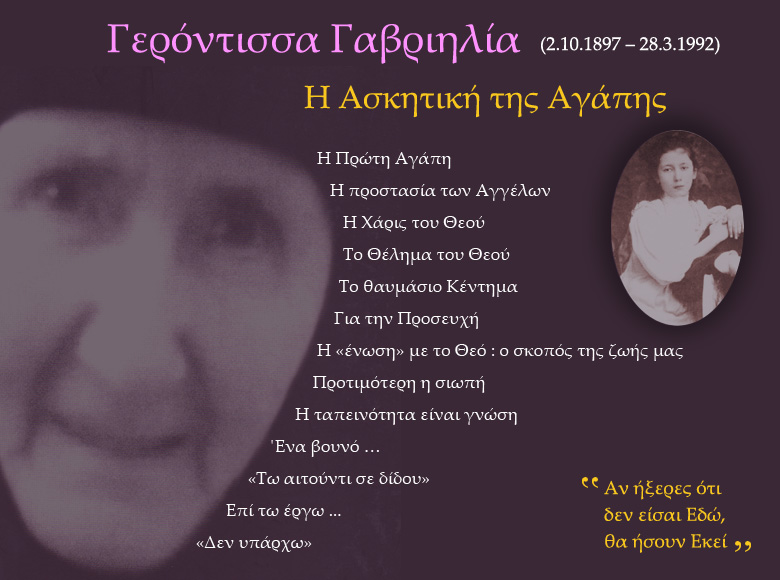 Γερόντισσα Γαβριηλία (2.10.1897 – 28.3.1992)
Η Ασκητική της Αγάπης
Η Πρώτη Αγάπη
Η προστασία των Αγγέλων
Η Χάρις του Θεού
Το Θέλημα του Θεού
Το θαυμάσιο Κέντημα
Για την Προσευχή
Η «ένωση» με το Θεό : ο σκοπός της ζωής μας
Προτιμότερη η σιωπή
Η ταπεινότητα είναι γνώση
'Ενα βουνό …
«Τω αιτούντι σε δίδου»
Επί τω έργω ...
«Δεν υπάρχω»
“ Αν ήξερες ότι
δεν είσαι Εδώ,
θα ήσουν Εκεί ”